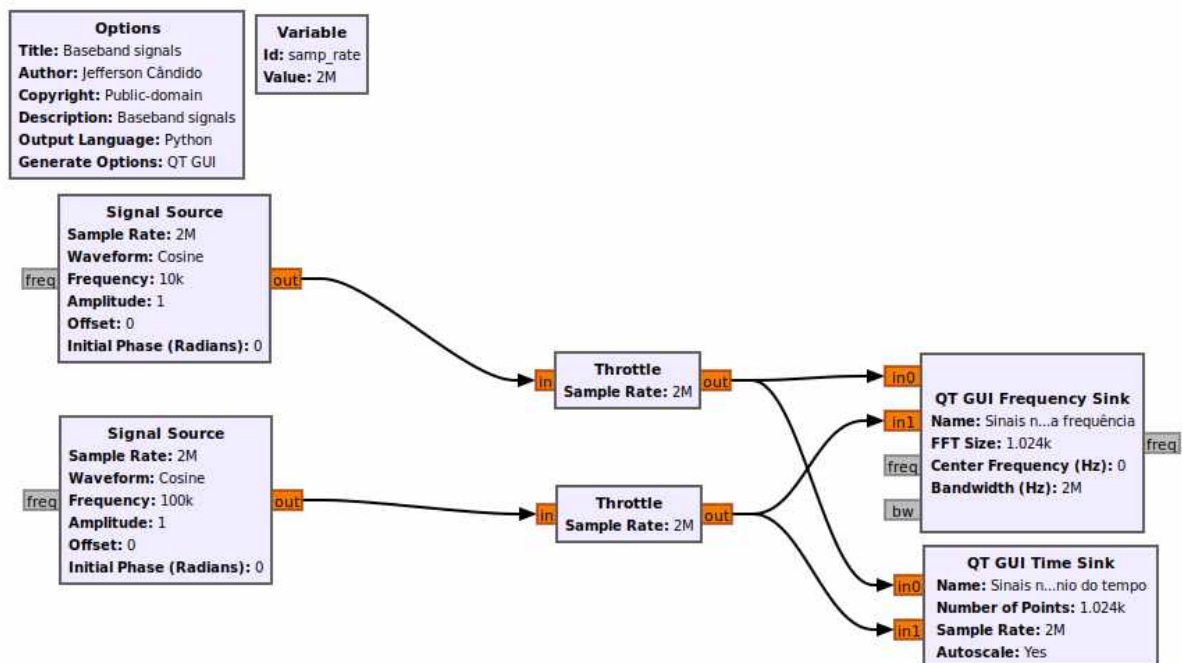 Options
Title: Baseband signals
Author: Jefferson Cândido
Copyright: Public-domain
Description: Baseband signals
Output Language: Python
Generate Options: QT GUI
Variable
Id: samp_rate
Value: 2M
Signal Source
Sample Rate: 2M
Waveform: Cosine
Frequency: 10k
Amplitude: 1
Offset: 0
Initial Phase (Radians): 0
freq
out
Signal Source
Sample Rate: 2M
Waveform: Cosine
Frequency: 100k
Amplitude: 1
Offset: 0
Initial Phase (Radians): 0
freq
out
in
Throttle
Sample Rate: 2M
out
in
Throttle
Sample Rate: 2M
out
in0
in1
freq
bw
QT GUI Frequency Sink
Name: Sinais n...a frequência
FFT Size: 1.024k
Center Frequency (Hz): 0
Bandwidth (Hz): 2M
freq
in0
in1
QT GUI Time Sink
Name: Sinais n...nio do tempo
Number of Points: 1.024k
Sample Rate: 2M
Autoscale: Yes